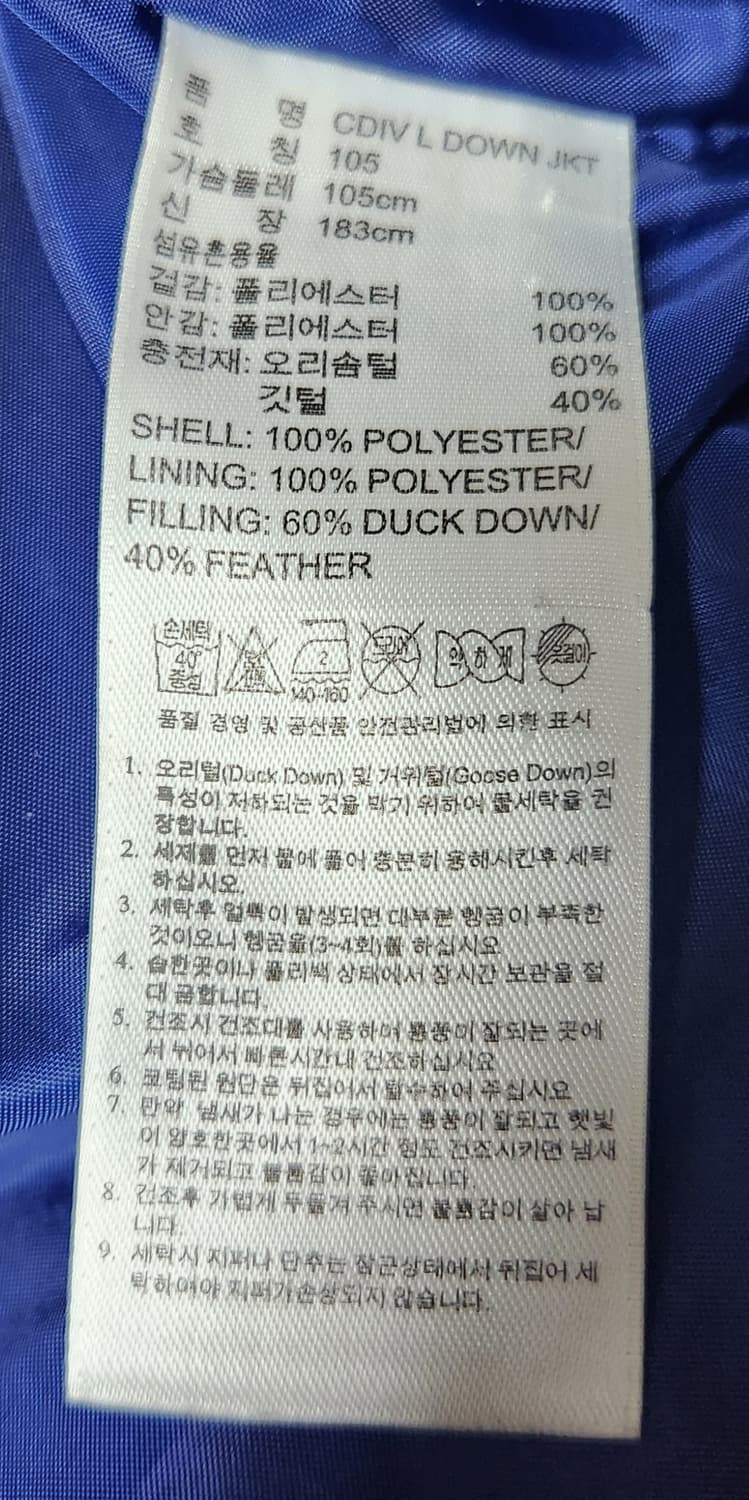 품 명 CDIV L DOWN JKT
호 칭 105
가슴둘레 105cm
신 장 183cm
섬유혼용율
겉감: 폴리에스터 100%
안감: 폴리에스터 100%
충전재: 오리솜털 60%
깃털 40%
SHELL: 100% POLYESTER/
LINING: 100% POLYESTER/
FILLING: 60% DUCK DOWN/
40% FEATHER
손세탁 40 중성 2 140-160 드라이 약하게 옷걸이
품질 경영 및 공산품 안전관리법에 의한 표시
1. 오리털(Duck Down) 및 거위털(Goose Down)의
특성이 저하되는 것을 막기 위하여 물세탁을 권
장합니다.
2. 세제를 먼저 물에 풀어 충분히 용해시킨후 세탁
하십시오.
3. 세탁후 얼룩이 발생되면 대부분 헹굼이 부족한
것이오니 헹굼을(3~4회)를 하십시요
4. 습한곳이나 폴리백 상태에서 장시간 보관을 절
대 금합니다.
5. 건조시 건조대를 사용하여 통풍이 잘되는 곳에
서 뉘어서 빠른시간내 건조하십시요
6. 코팅된 원단은 뒤집어서 탈수하여 주십시요
7. 만약 냄새가 나는 경우에는 통풍이 잘되고 햇빛
이 양호한곳에서 1~2시간 정도 건조시키면 냄새
가 제거되고 볼륨감이 좋아집니다.
8. 건조후 가볍게 두들겨 주시면 볼륨감이 살아 납
니다.
9. 세탁시 지퍼나 단추는 잠근상태에서 뒤집어 세
탁하여야 지퍼가손상되지 않습니다.